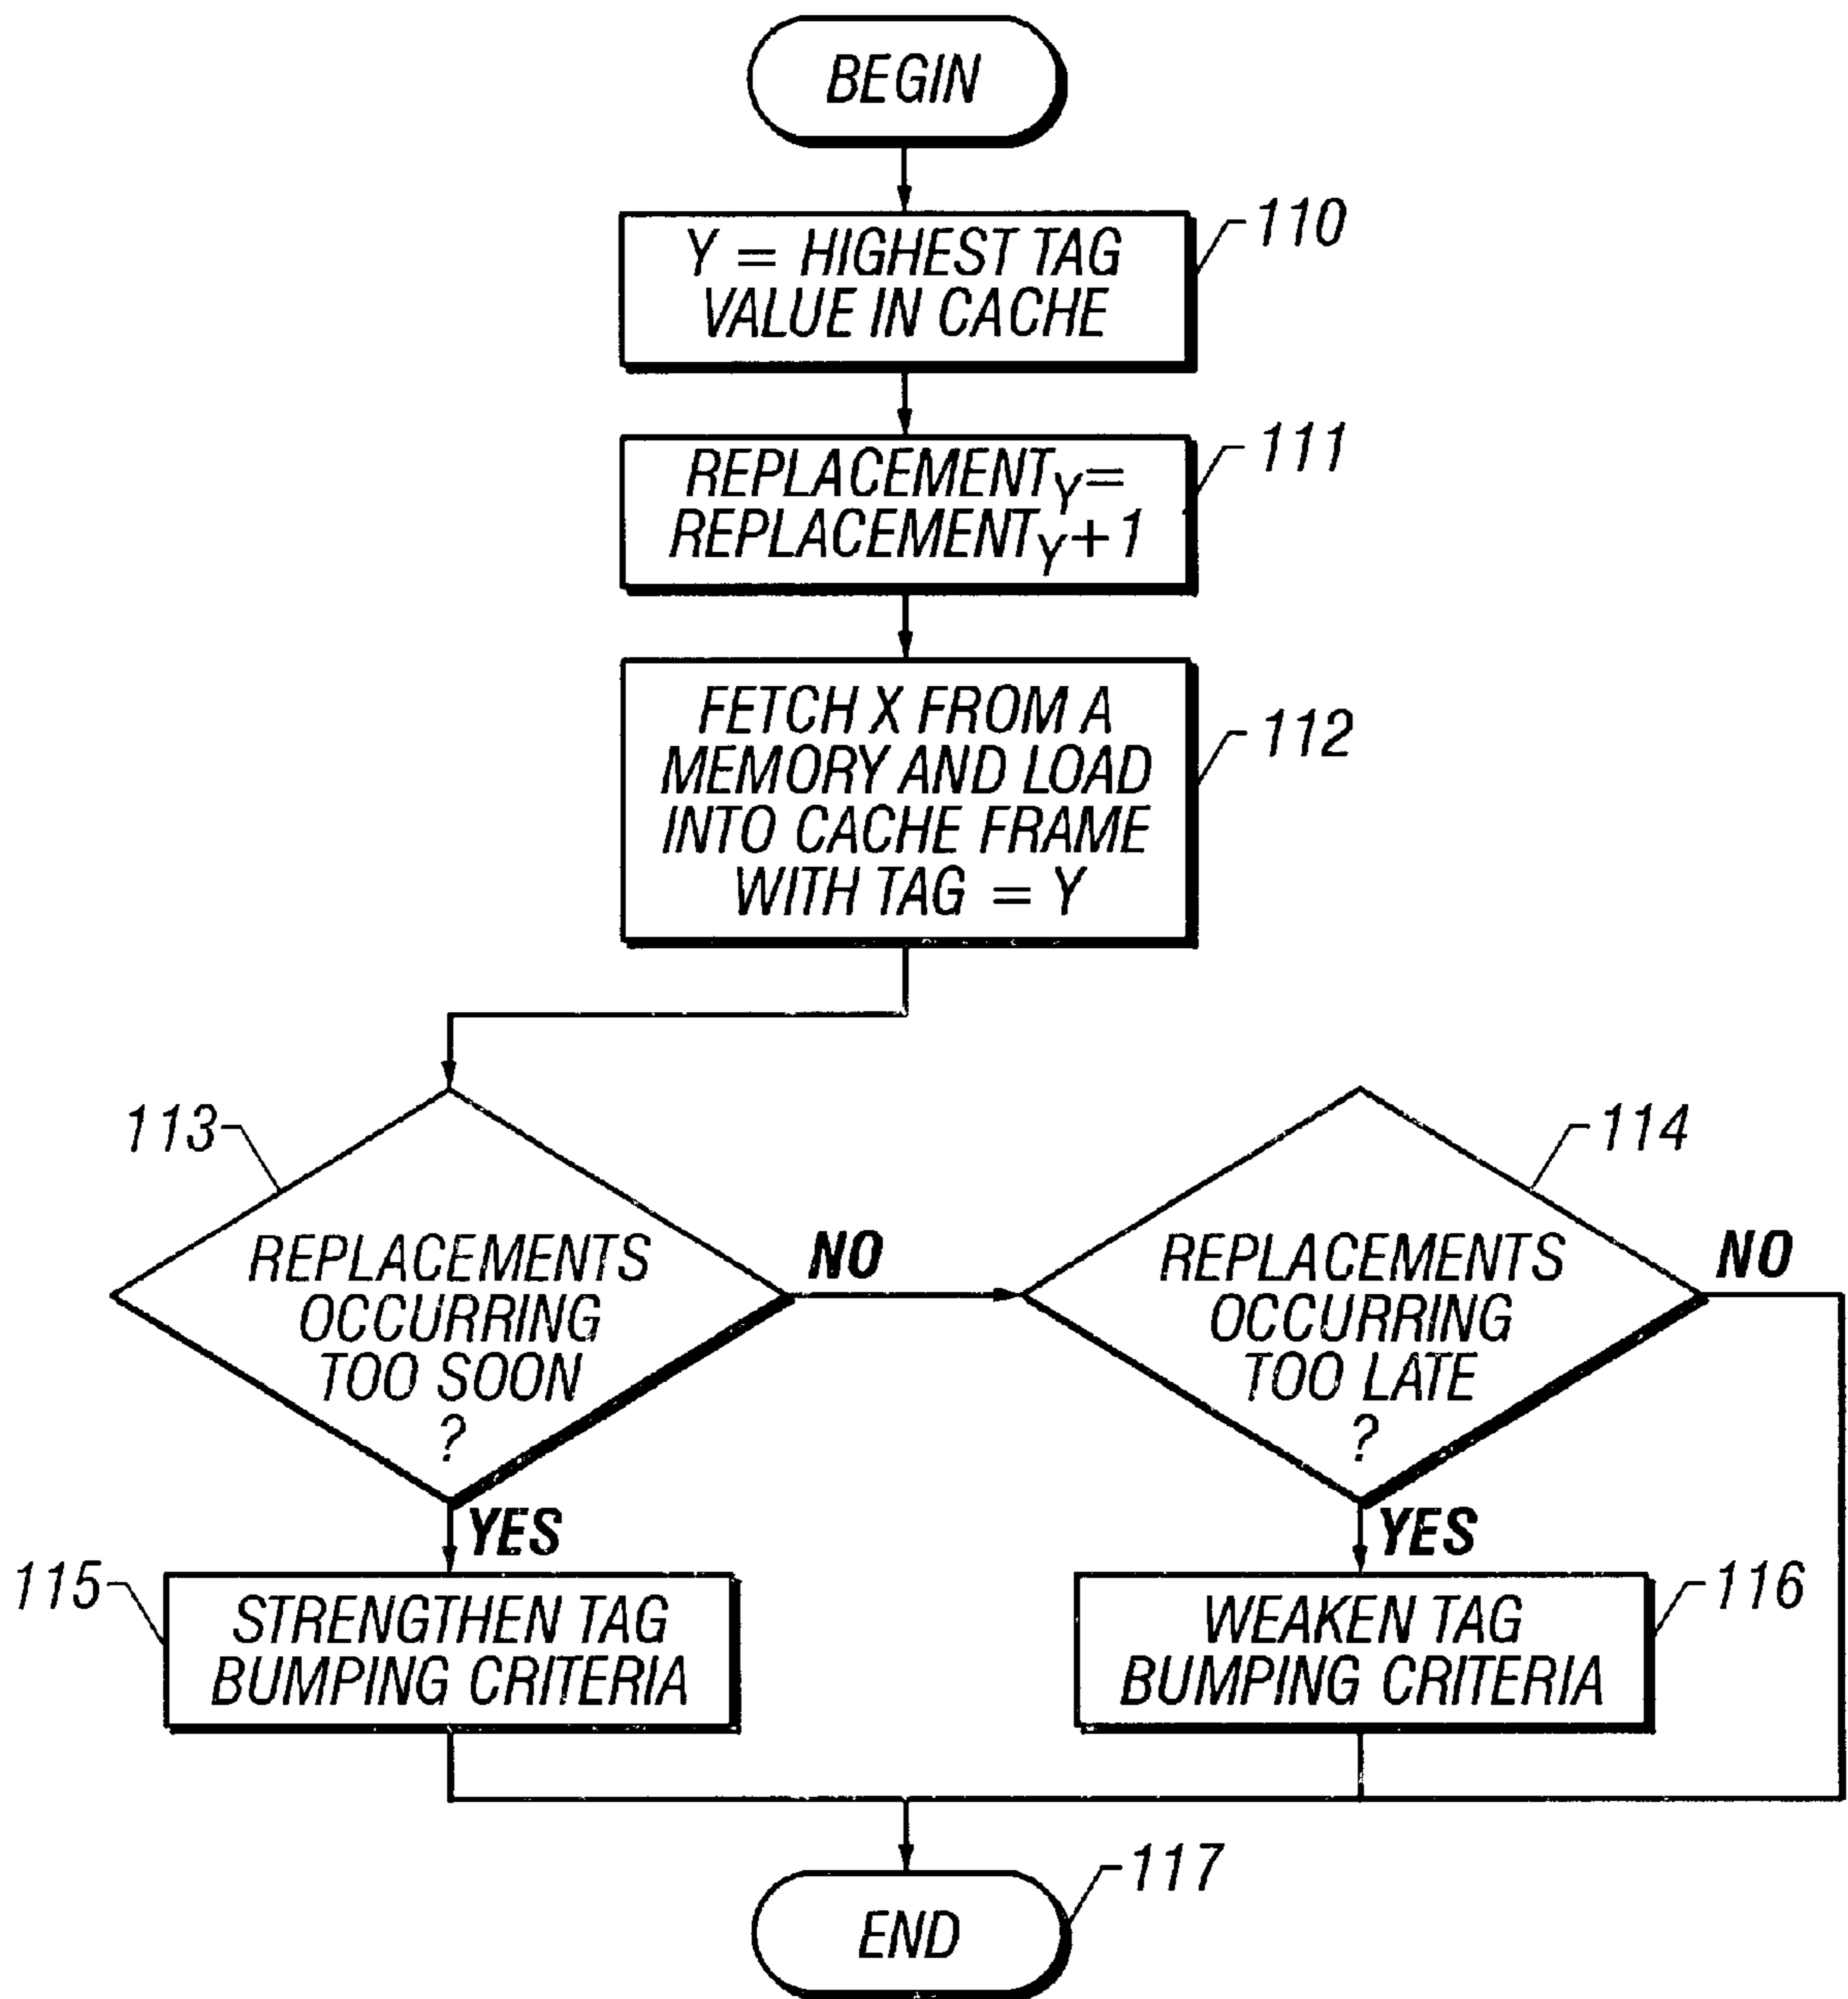 BEGIN
Y = HIGHEST TAG
VALUE IN CACHE
110
REPLACEMENTY=
REPLACEMENTY+1
111
FETCH X FROM A
MEMORY AND LOAD
INTO CACHE FRAME
WITH TAG = Y
112
113
REPLACEMENTS
OCCURRING
TOO SOON
?
NO
YES
114
REPLACEMENTS
OCCURRING
TOO LATE
?
NO
YES
115
STRENGTHEN TAG
BUMPING CRITERIA
WEAKEN TAG
BUMPING CRITERIA
116
END
117